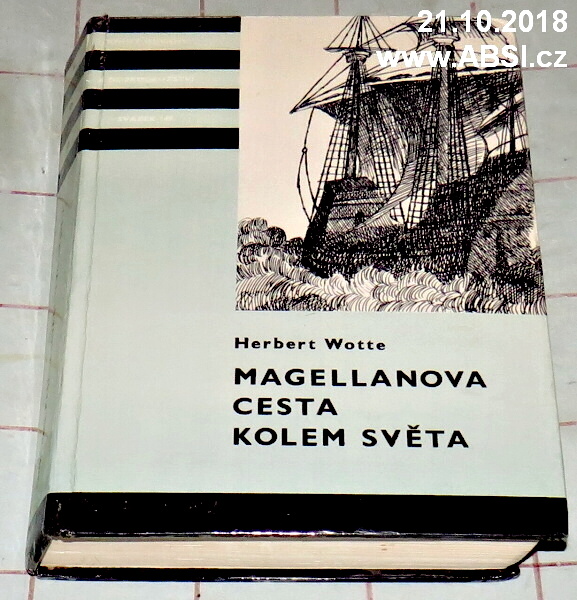 21.10.2018
www.ABSI.cz
Herbert Wotte
MAGELLANOVA
CESTA
KOLEM SVĚTA